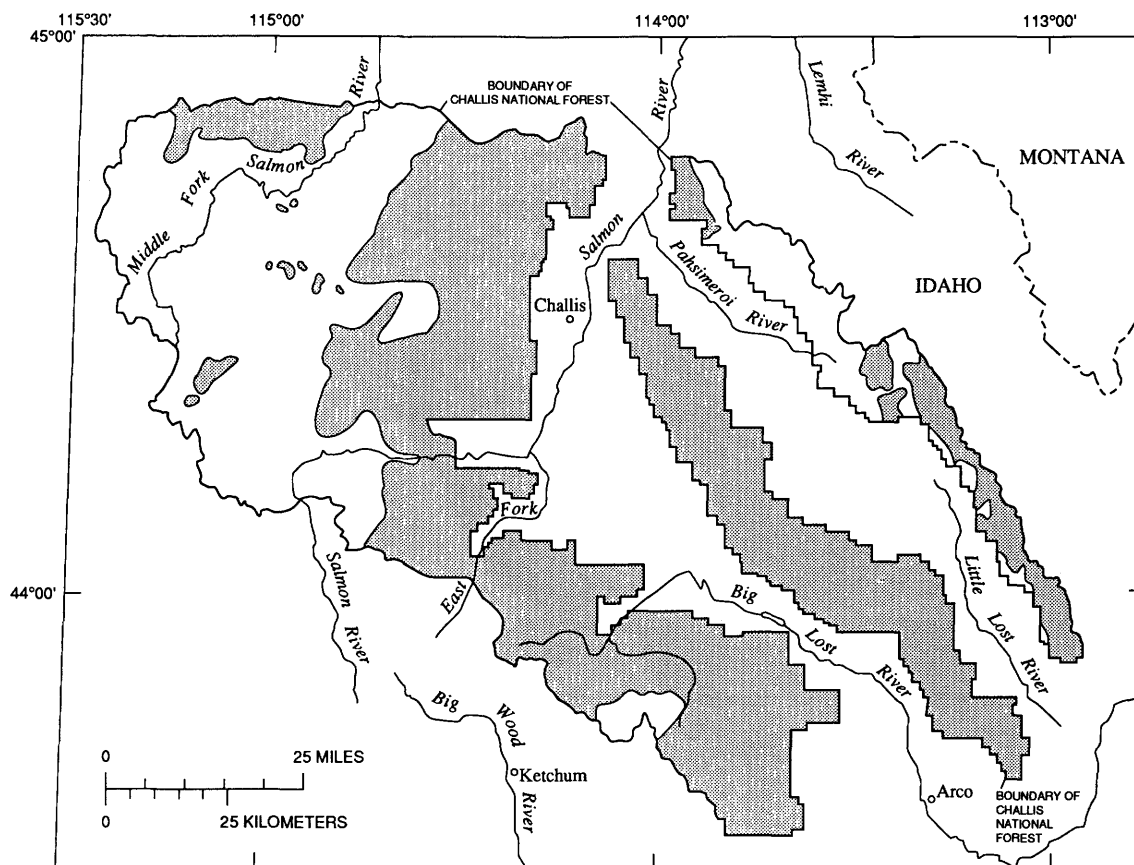 115°30'
115°00'
114°00'
113°00'
45°00'
River
BOUNDARY OF
CHALLIS NATIONAL FOREST
River
Lemhi
River
MONTANA
Salmon
Fork
Middle
Salmon
Pahsimeroi
River
IDAHO
Challis
Fork
East
Salmon
River
44°00'
Big
Lost
River
Little
Lost
River
Big
Wood
River
Ketchum
Arco
0 25 MILES
0 25 KILOMETERS
BOUNDARY OF
CHALLIS
NATIONAL
FOREST